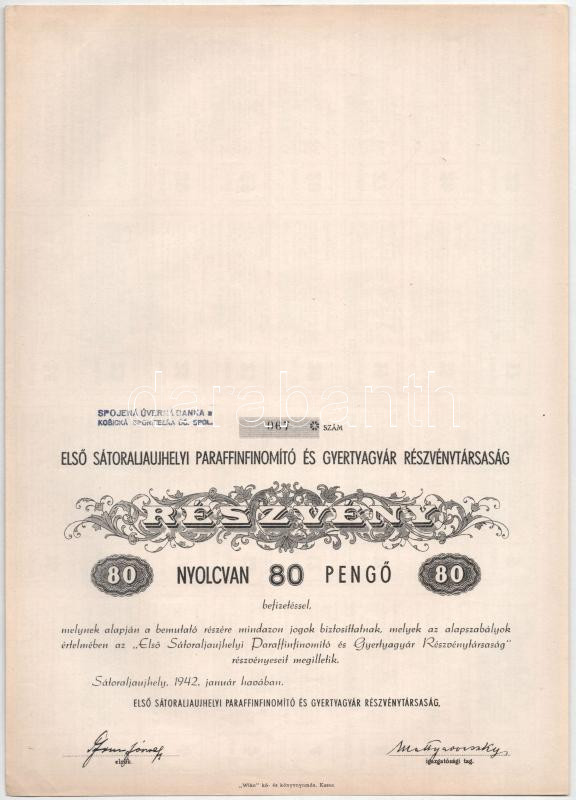 darabanth
SPOJENÁ ÚVERNÁ BANKA
KOŠICKÁ SPORITEĽŇA ÚČ. SPOL.
067 SZÁM
ELSŐ SÁTORALJAUJHELYI PARAFFINFINOMÍTÓ ÉS GYERTYAGYÁR RÉSZVÉNYTÁRSASÁG
RÉSZVÉNY
80 NYOLCVAN 80 PENGŐ 80
befizetéssel,
melynek alapján a bemutató részére mindazon jogok biztosíttatnak, melyek az alapszabályok
értelmében az „Első Sátoraljaujhelyi Paraffinfinomító és Gyertyagyár Részvénytársaság"
részvényeseit megilletik.
Sátoraljaujhely, 1942. január havában.
ELSŐ SÁTORALJAUJHELYI PARAFFINFINOMÍTÓ ÉS GYERTYAGYÁR RÉSZVÉNYTÁRSASÁG.
elnök igazgatósági tag.
„Wiko" kő- és könyvnyomda, Kassa